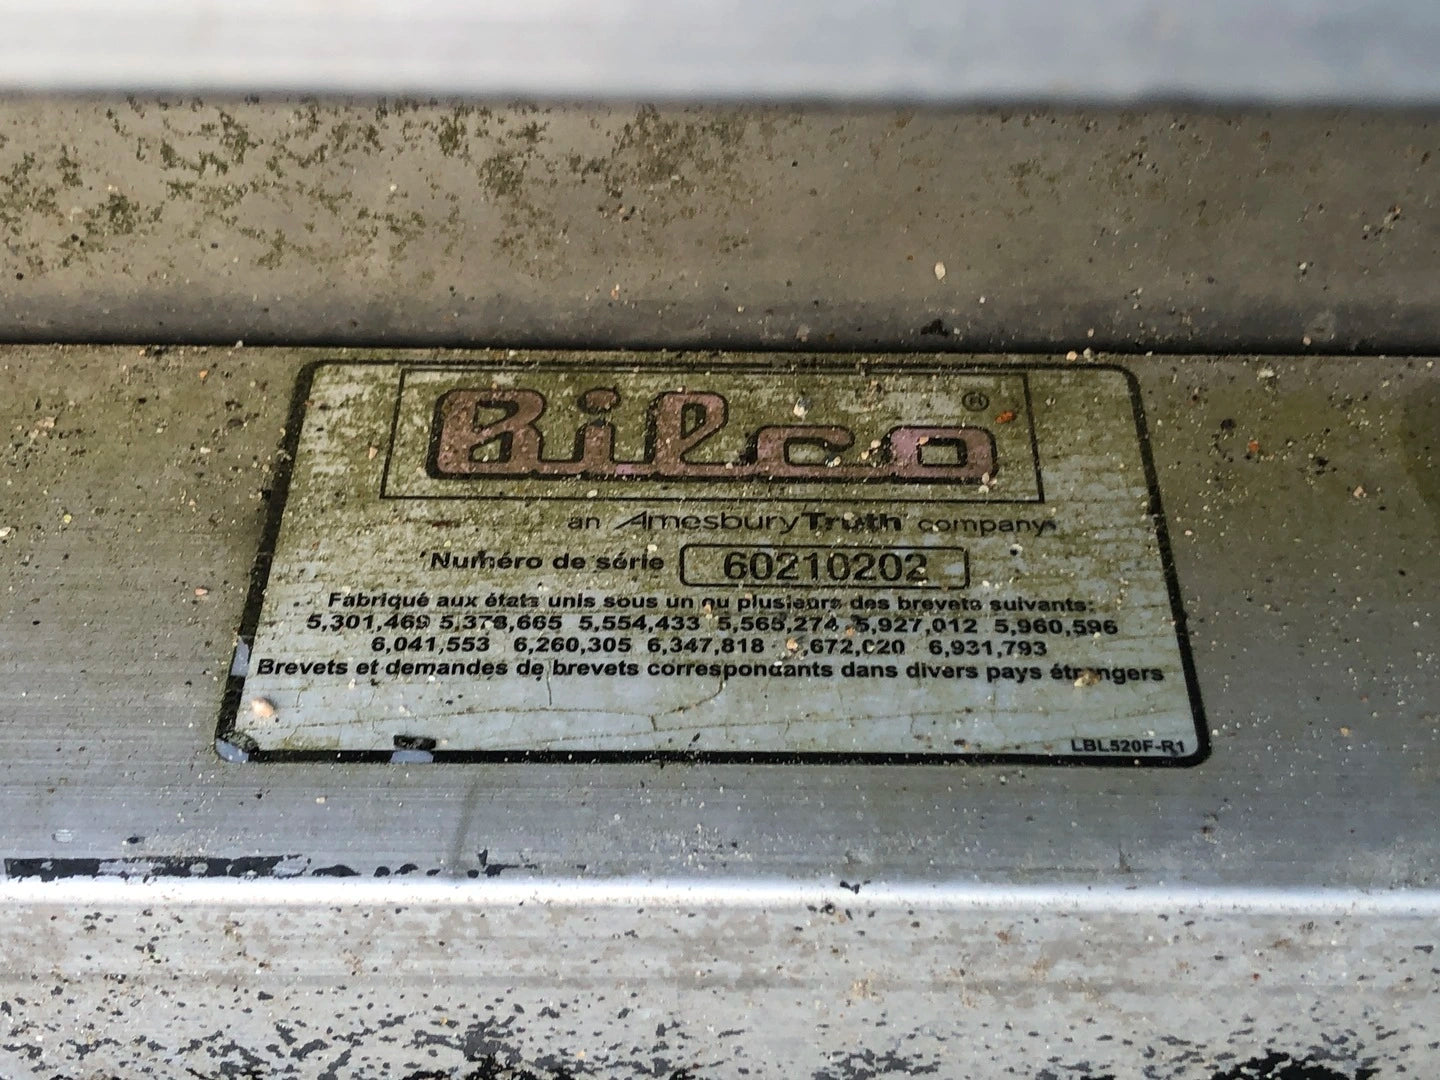 Bilco ®
an AmesburyTruth company
Numéro de série 60210202
Fabriqué aux états unis sous un ou plusieurs des brevets suivants:
5,301,469 5,378,665 5,554,433 5,565,274 5,927,012 5,960,596
6,041,553 6,260,305 6,347,818 6,931,793
Brevets et demandes de brevets correspondants dans divers pays étrangers
LBL520F-R1